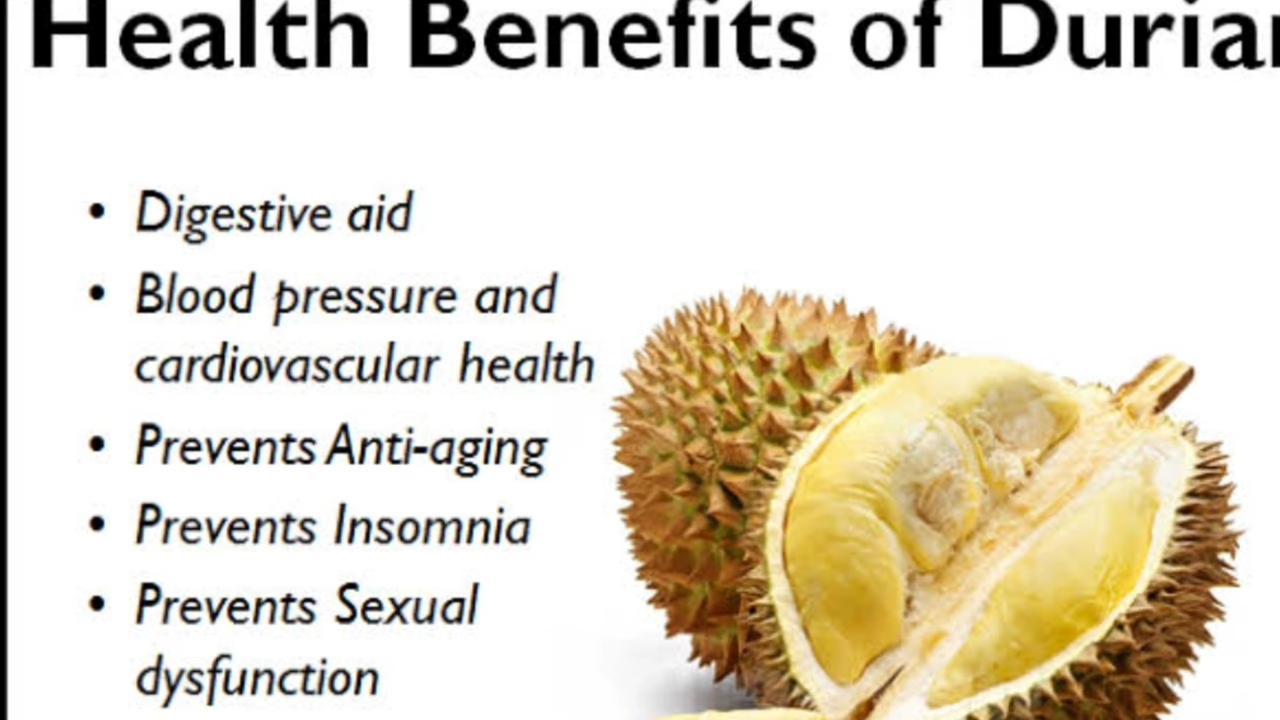 Health Benefits of Durian
• Digestive aid
• Blood pressure and
cardiovascular health
• Prevents Anti-aging
• Prevents Insomnia
• Prevents Sexual
dysfunction